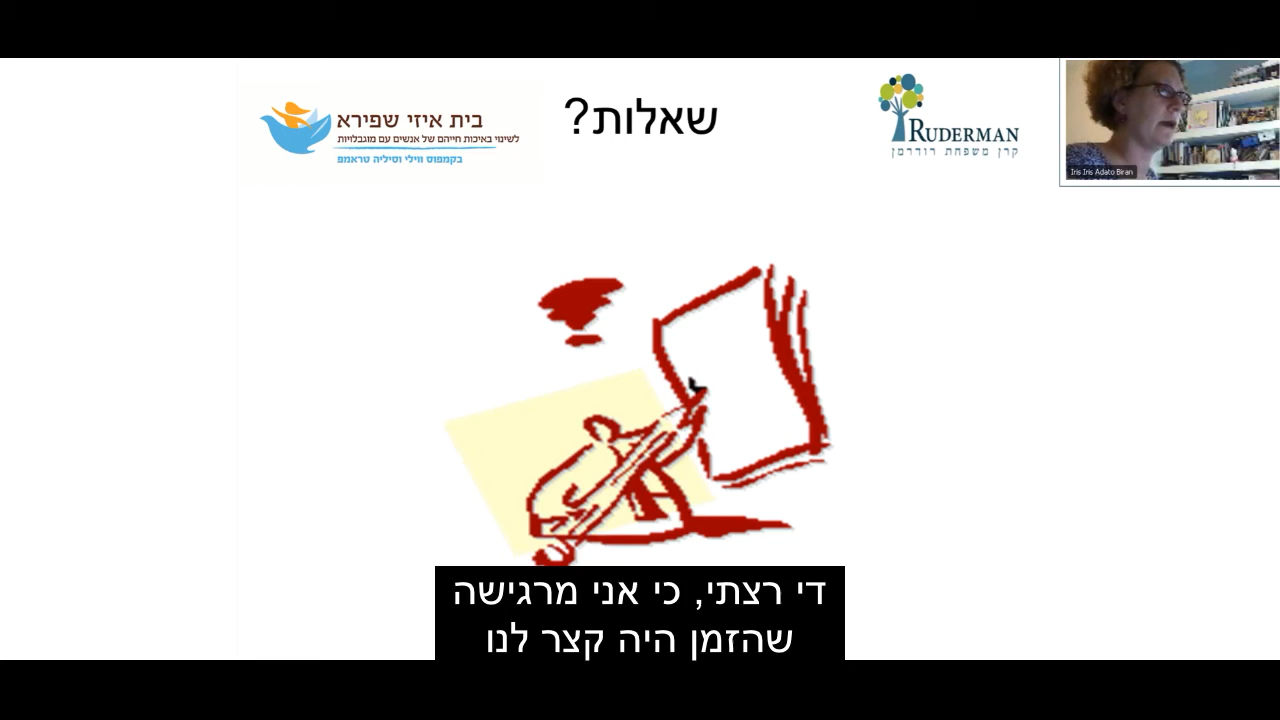 שאלות?
בית איזי שפירא
לשינוי באיכות חייהם של אנשים עם מוגבלויות
בקמפוס ווילי וסיליה טראמפ
RUDERMAN
קרן משפחת רודרמן
Iris Iris Adato Biran
די רצתי, כי אני מרגישה
שהזמן היה קצר לנו